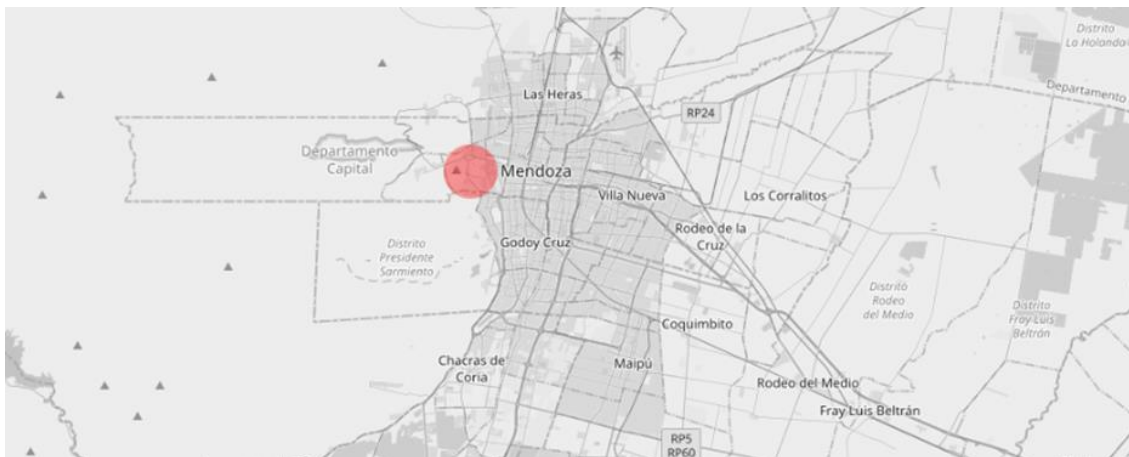 Distrito
La Holanda
Las Heras
Departamento
RP24
Departamento
Capital
Mendoza
Villa Nueva
Los Corralitos
Rodeo de la
Cruz
Godoy Cruz
Distrito
Presidente
Sarmiento
Distrito
Rodeo
del Medio
Distrito
Fray Luis
Beltrán
Coquimbito
Chacras de
Coria
Maipú
Rodeo del Medio
Fray Luis Beltrán
RP5
RP60